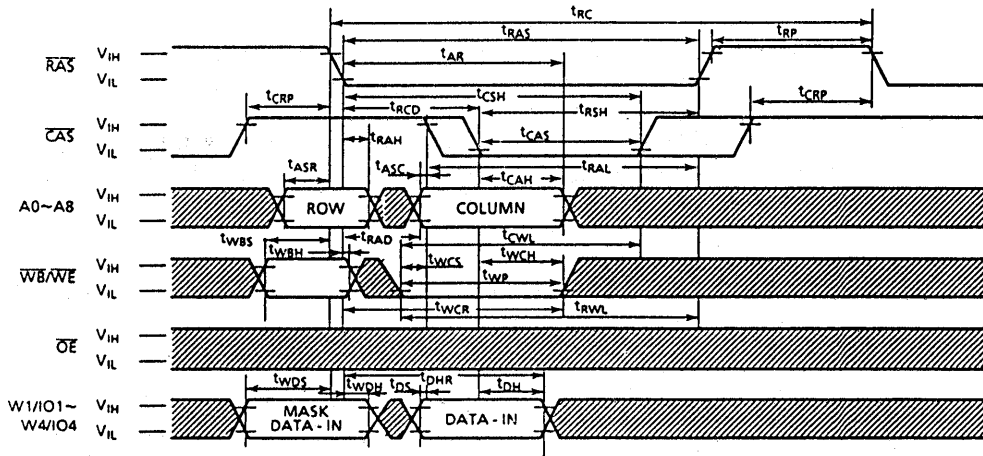 tRC
tRAS tRP
tAR
RAS VIH
VIL
tCRP tRCD tCSH tRSH tCRP
CAS VIH
VIL
tRAH tCAS
tASR tASC tRAL
tCAH
A0~A8 VIH
VIL
ROW COLUMN
tWBS tRAD tCWL
tWBH tWCS tWCH
WB/WE VIH
VIL
tWP
tWCR tRWL
OE VIH
VIL
tWDS tWDH tDS tDHR tDH
W1/IO1~
W4/IO4
VIH
VIL
MASK
DATA-IN
DATA-IN